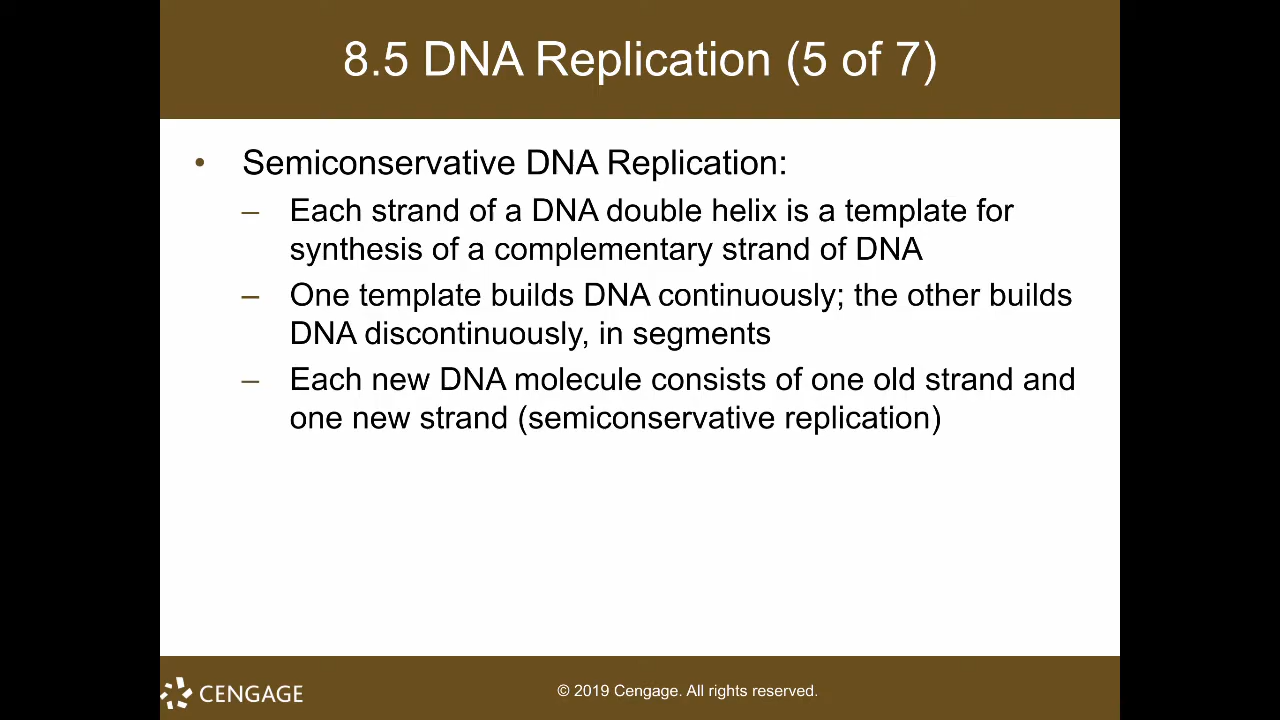 8.5 DNA Replication (5 of 7)
• Semiconservative DNA Replication:
– Each strand of a DNA double helix is a template for
synthesis of a complementary strand of DNA
– One template builds DNA continuously; the other builds
DNA discontinuously, in segments
– Each new DNA molecule consists of one old strand and
one new strand (semiconservative replication)
CENGAGE
© 2019 Cengage. All rights reserved.